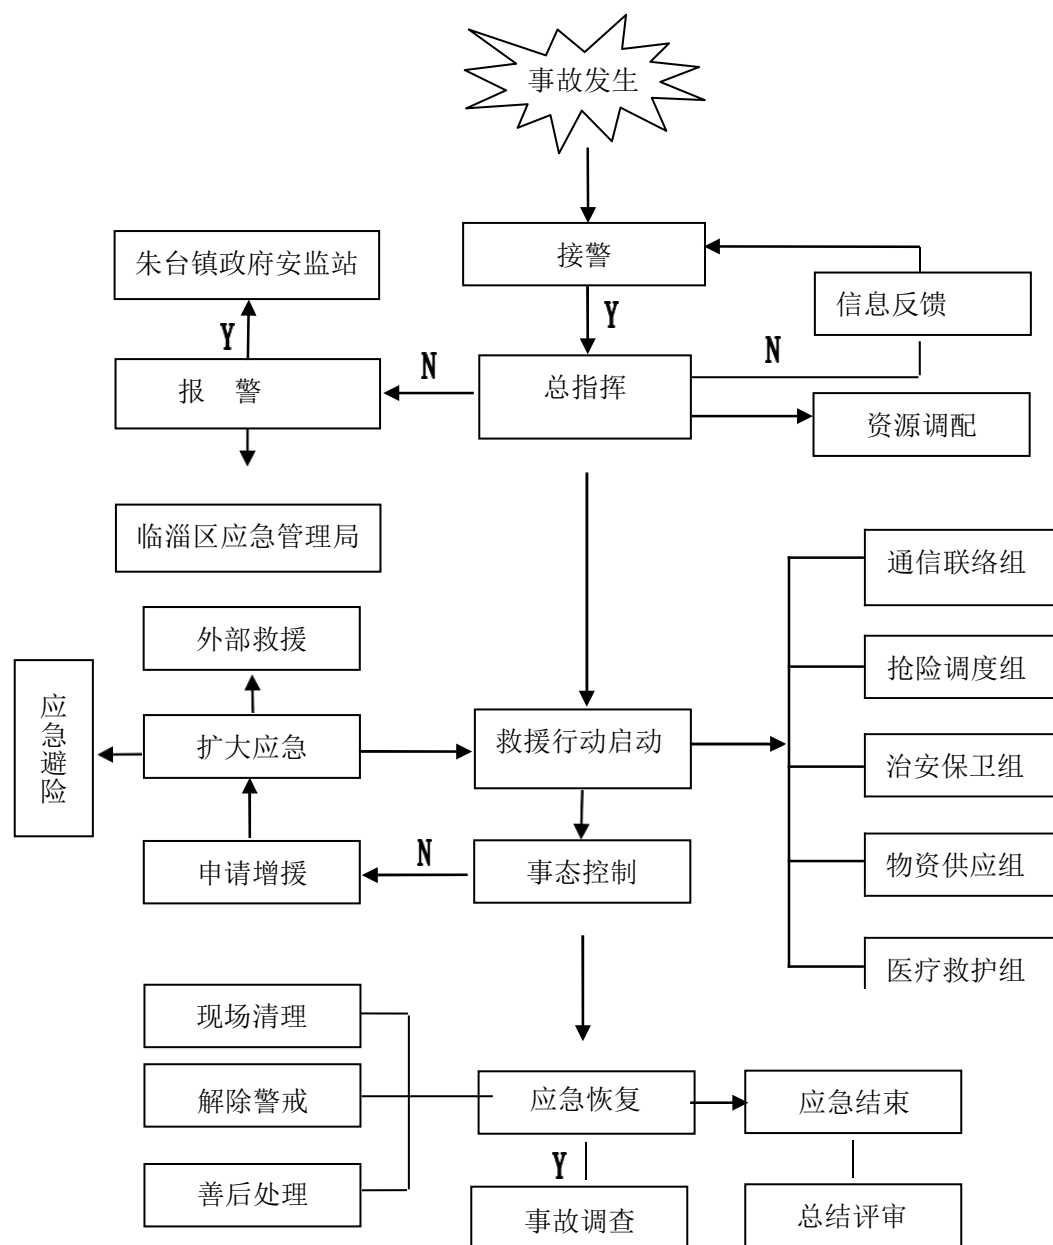 事故发生
接警
朱台镇政府安监站
信息反馈
Y
Y
N
N
总指挥
报 警
资源调配
临淄区应急管理局
通信联络组
外部救援
抢险调度组
应急避险
扩大应急
救援行动启动
治安保卫组
N
申请增援
事态控制
物资供应组
医疗救护组
现场清理
解除警戒
应急恢复
应急结束
Y
善后处理
事故调查
总结评审